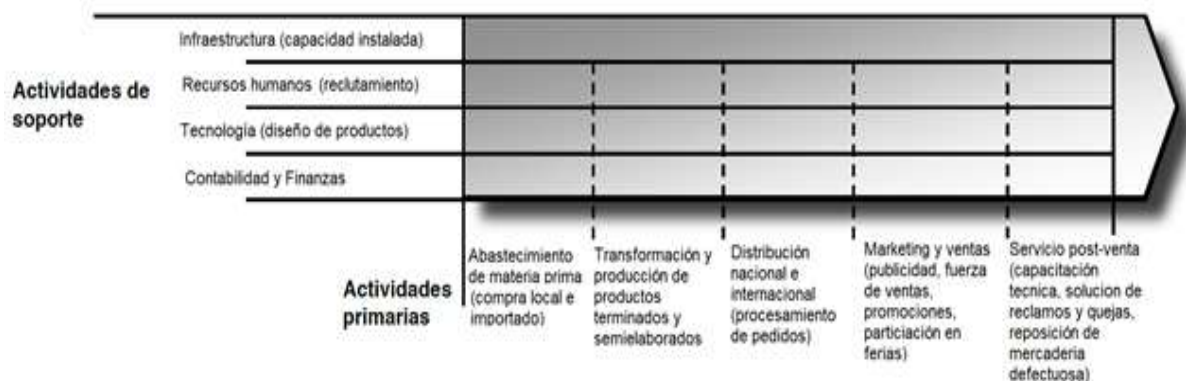 Infraestructura (capacidad instalada)
Recursos humanos (reclutamiento)
Actividades de
soporte
Tecnología (diseño de productos)
Contabilidad y Finanzas
Actividades
primarias
Abastecimiento
de materia prima
(compra local e
importado)
Transformación y
producción de
productos
terminados y
semielaborados
Distribución
nacional e
internacional
(procesamiento
de pedidos)
Marketing y ventas
(publicidad, fuerza
de ventas,
promociones,
particiación en
ferias)
Servicio post-venta
(capacitación
tecnica, solucion de
reclamos y quejas,
reposición de
mercaderia
defectuosa)